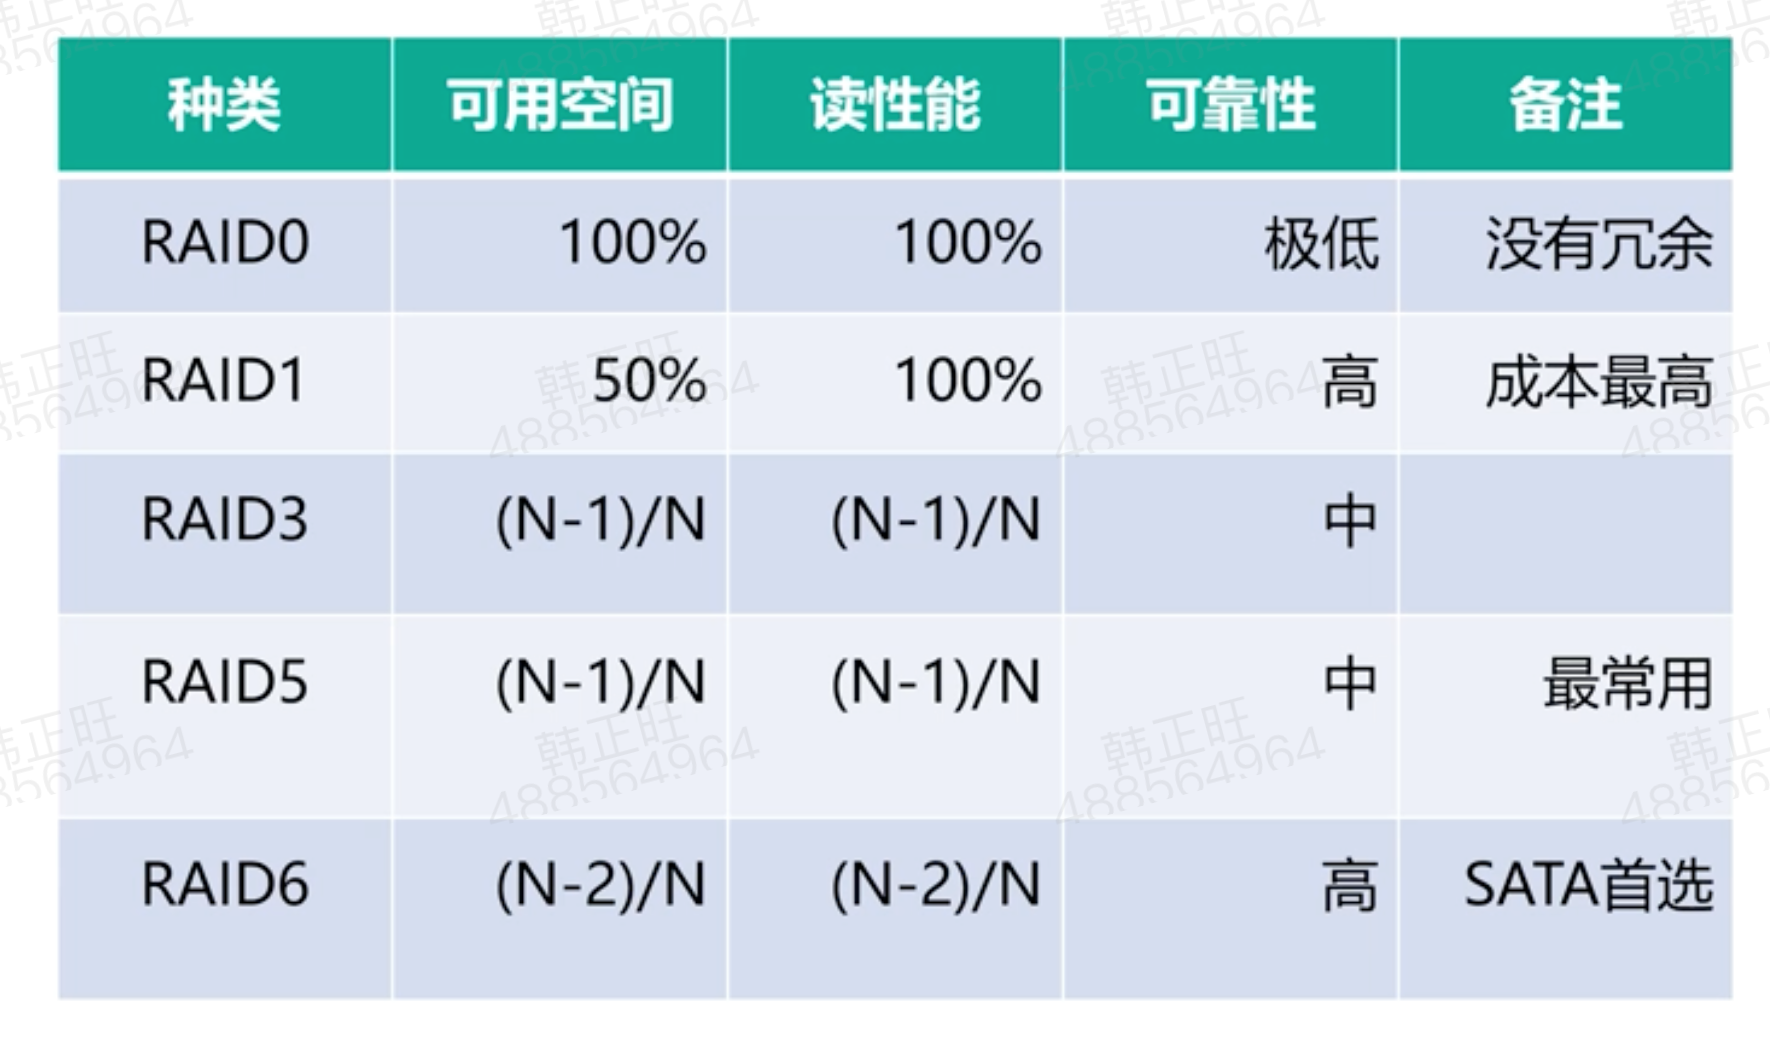 种类 可用空间 读性能 可靠性 备注
RAID0 100% 100% 极低 没有冗余
RAID1 50% 100% 高 成本最高
RAID3 (N-1)/N (N-1)/N 中
RAID5 (N-1)/N (N-1)/N 中 最常用
RAID6 (N-2)/N (N-2)/N 高 SATA首选
韩正旺
488564964